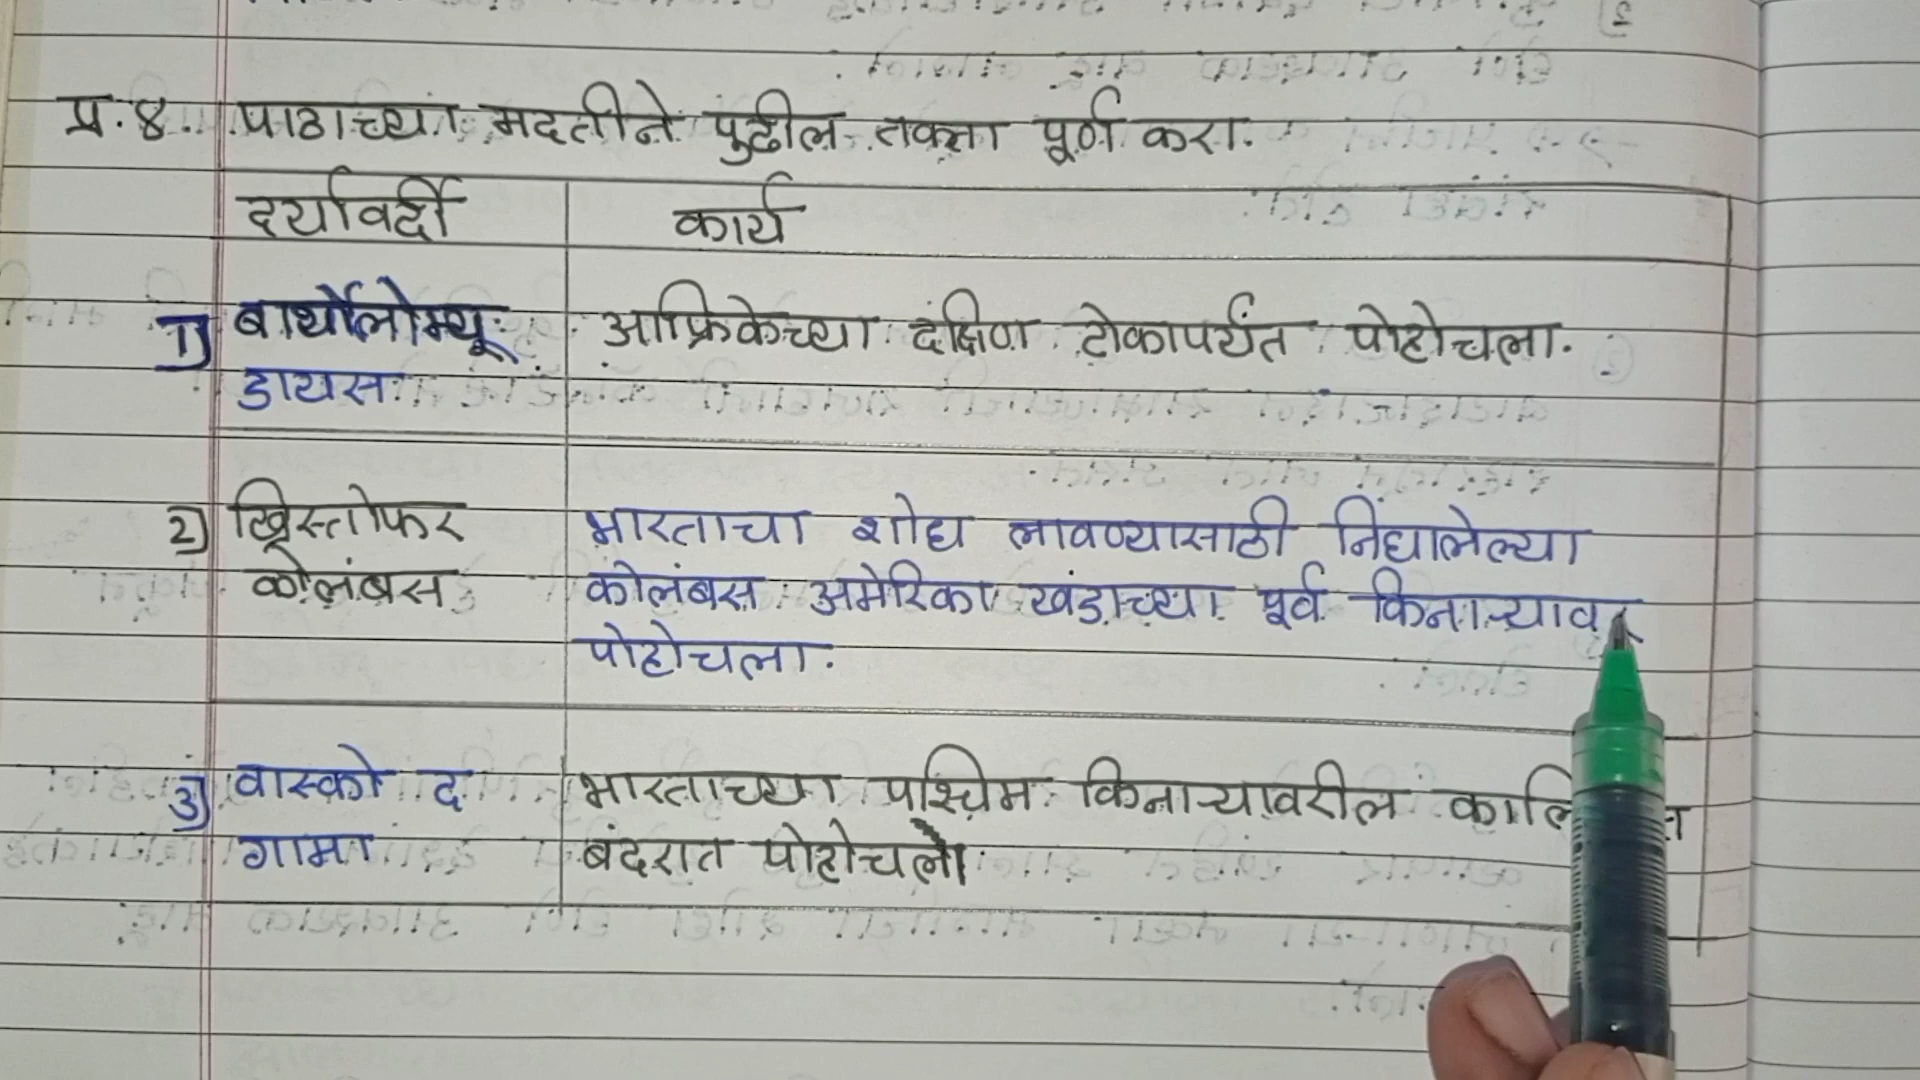 प्र.४. पाठाच्या मदतीने पुढील तक्ता पूर्ण करा.
दर्यावर्दी कार्य
1) बार्थोलोम्यू आफ्रिकेच्या दक्षिण टोकापर्यंत पोहोचला.
डायस
2) ख्रिस्तोफर भारताचा शोध लावण्यासाठी निघालेल्या
कोलंबस कोलंबस अमेरिका खंडाच्या पूर्व किनाऱ्यावर
पोहोचला.
3) वास्को द भारताच्या पश्चिम किनाऱ्यावरील
गामा बंदरात पोहोचला